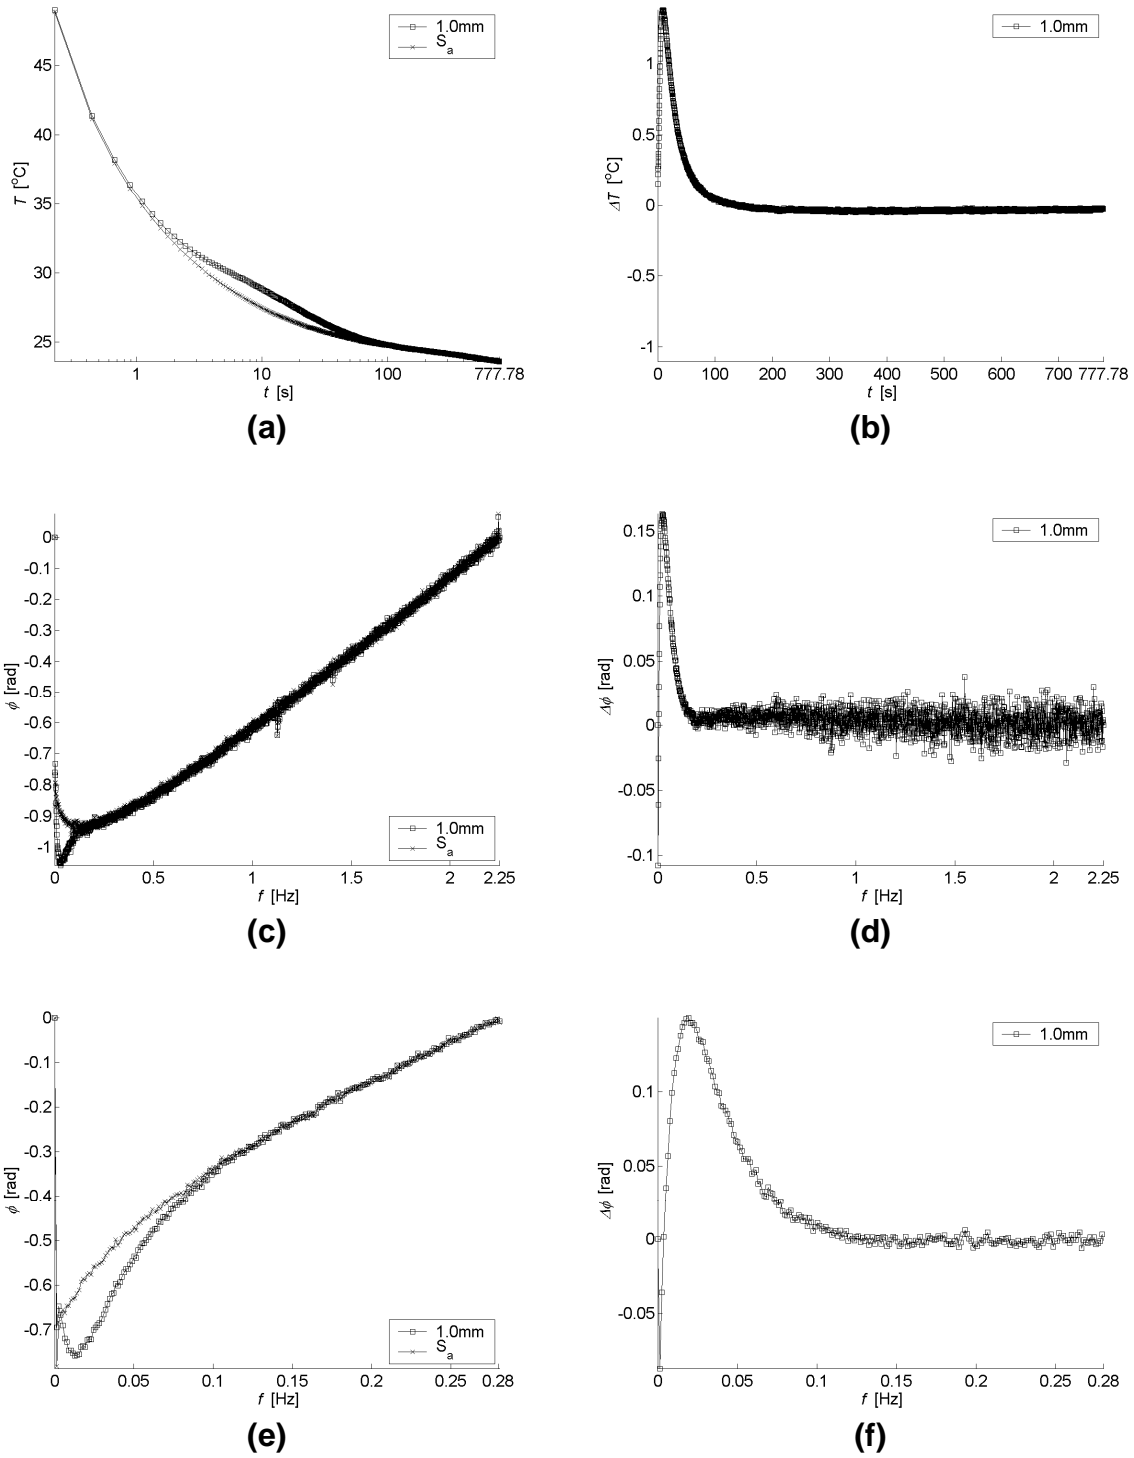 1.0mm
S_a
45
40
35
30
25
T [°C]
1 10 100 777.78
t [s]
(a)
1.0mm
1
0.5
0
-0.5
-1
ΔT [°C]
0 100 200 300 400 500 600 700 777.78
t [s]
(b)
0
-0.1
-0.2
-0.3
-0.4
-0.5
-0.6
-0.7
-0.8
-0.9
-1
ϕ [rad]
1.0mm
S_a
0 0.5 1 1.5 2 2.25
f [Hz]
(c)
1.0mm
0.15
0.1
0.05
0
-0.05
-0.1
Δϕ [rad]
0 0.5 1 1.5 2 2.25
f [Hz]
(d)
0
-0.1
-0.2
-0.3
-0.4
-0.5
-0.6
-0.7
ϕ [rad]
1.0mm
S_a
0 0.05 0.1 0.15 0.2 0.28
f [Hz]
(e)
1.0mm
0.1
0.05
0
-0.05
Δϕ [rad]
0 0.05 0.1 0.15 0.2 0.25 0.28
f [Hz]
(f)